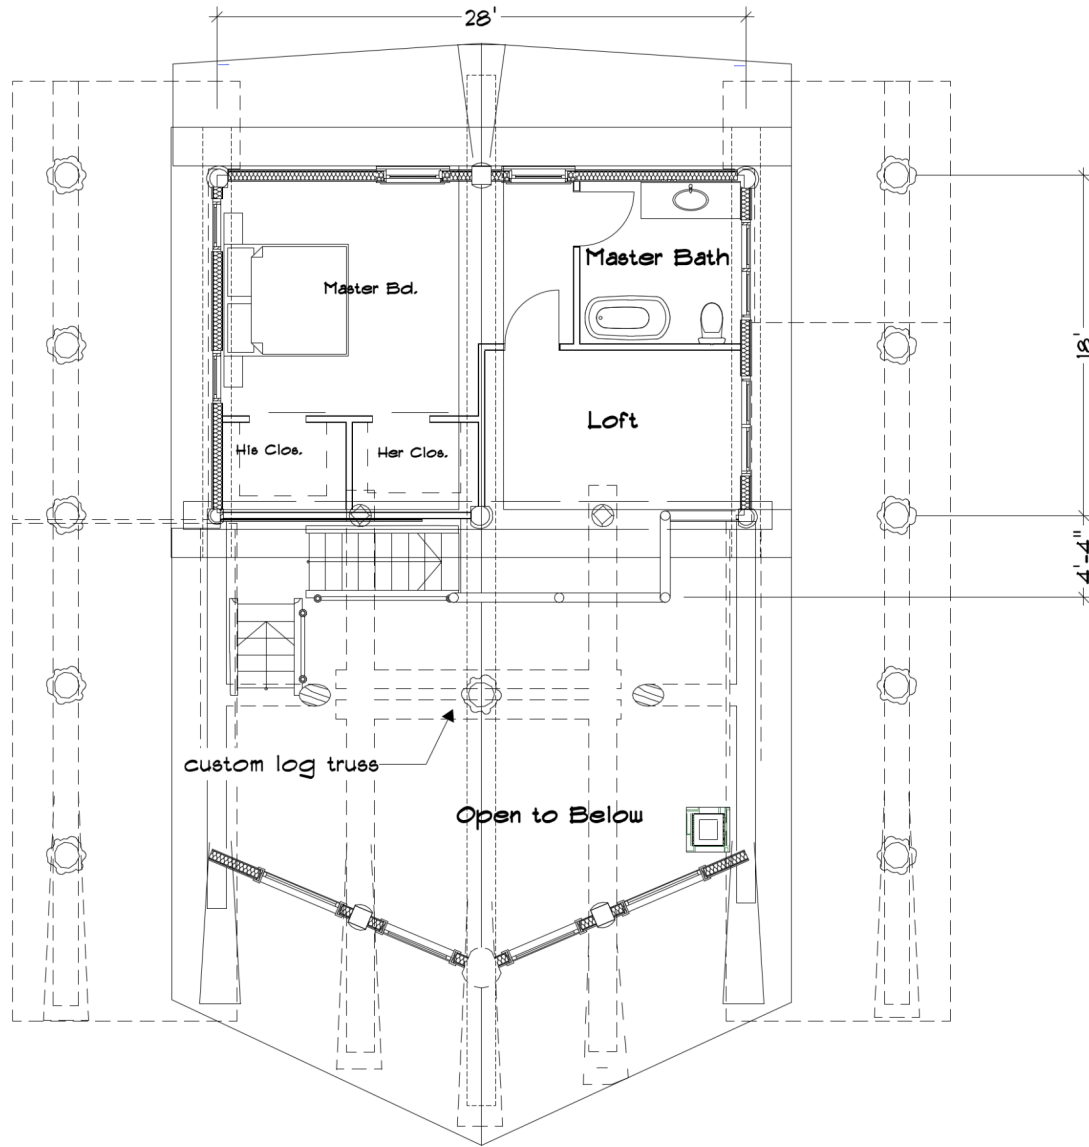 28'
Master Bath
Master Bd.
18'
Loft
His Clos.
Her Clos.
4'-4"
custom log truss
Open to Below